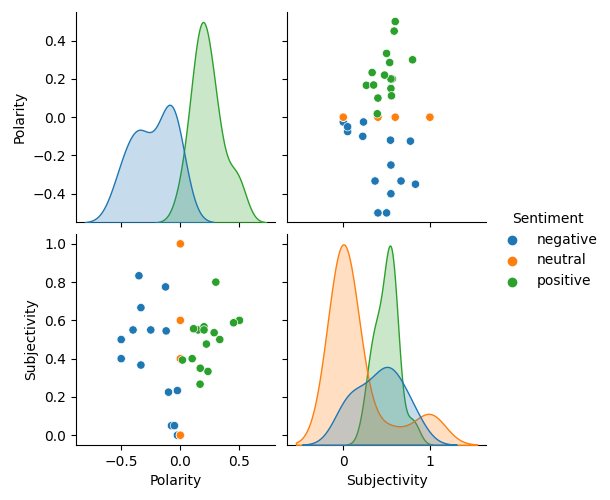 0.4
0.2
0.0
−0.2
−0.4
Polarity
Sentiment
negative
neutral
positive
1.0
0.8
0.6
0.4
0.2
0.0
Subjectivity
−0.5 0.0 0.5
0 1
Polarity
Subjectivity